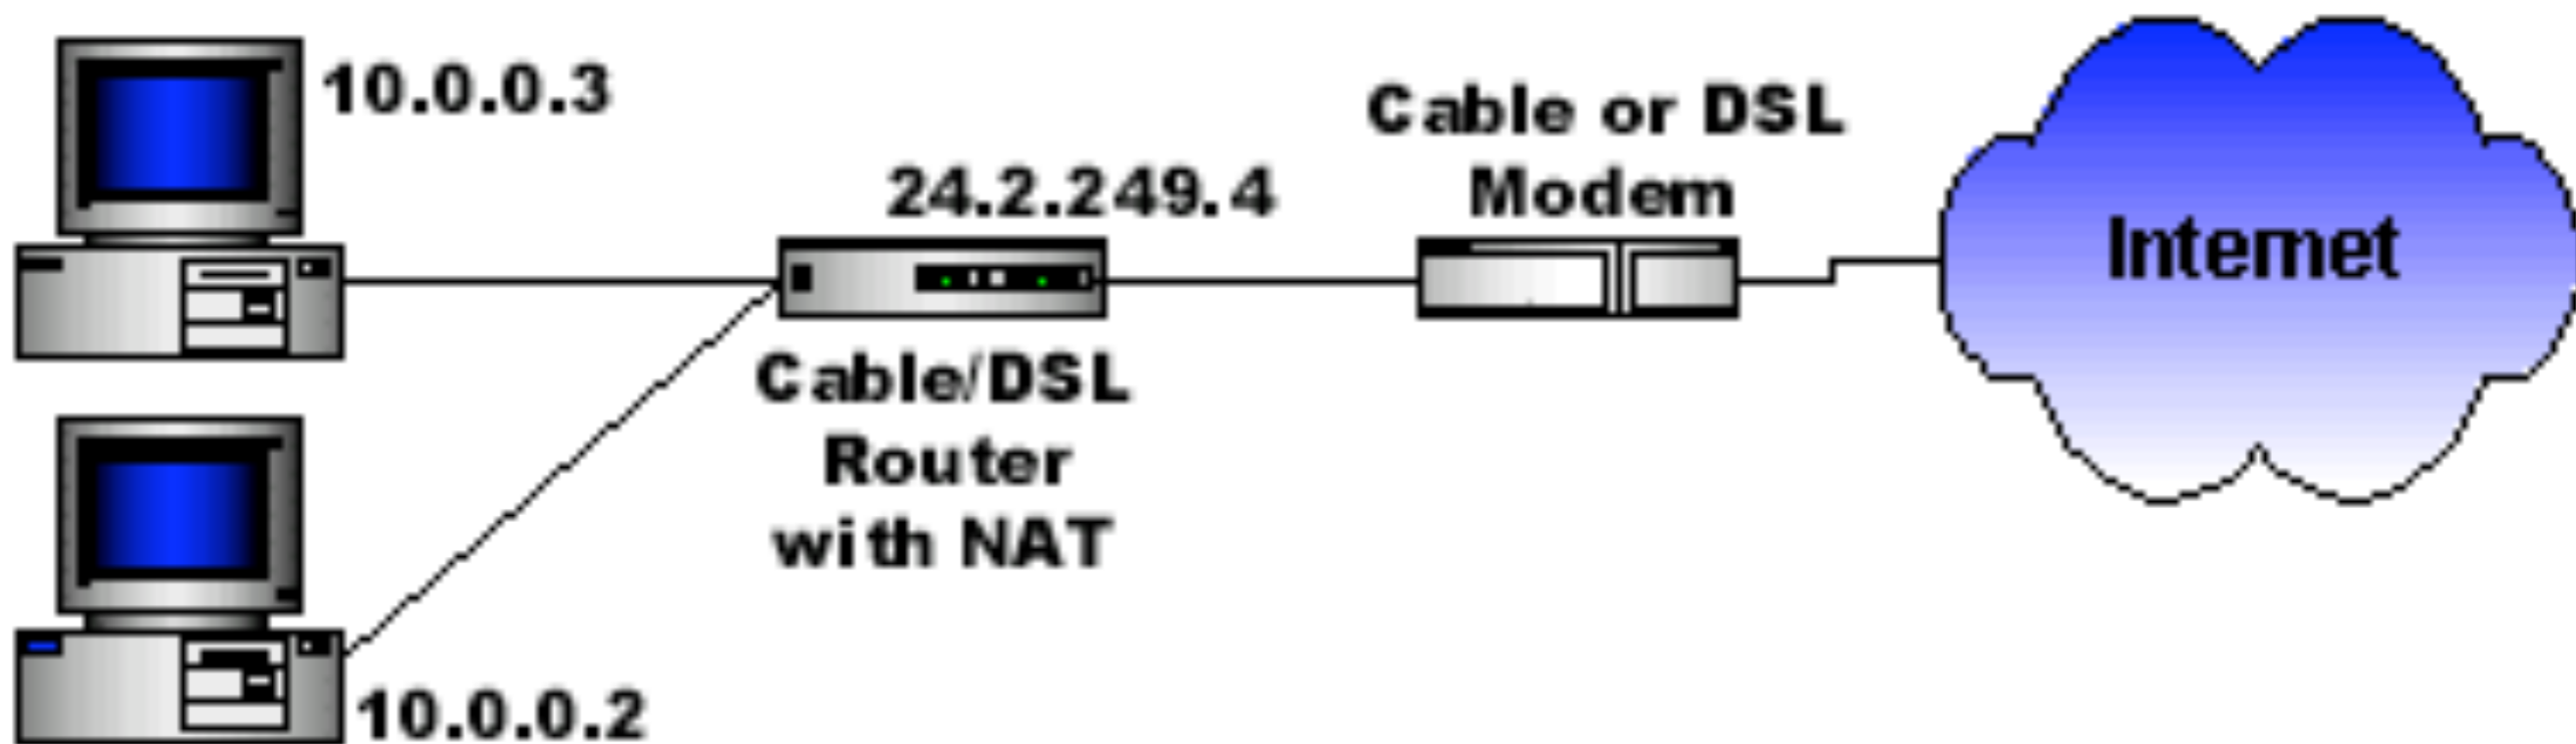 10.0.0.3
24.2.249.4
Cable or DSL
Modem
Internet
Cable/DSL
Router
with NAT
10.0.0.2